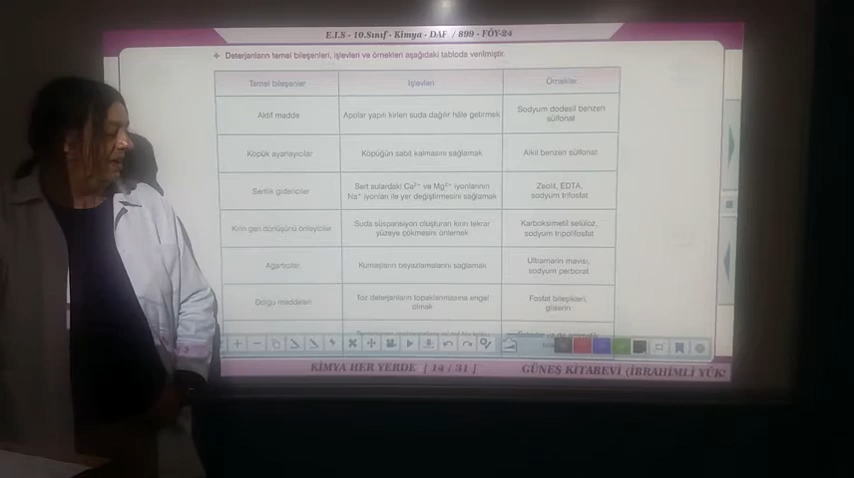 E.I.S - 10.Sınıf - Kimya - DAF / 899 - FÖY-24
+ Deterjanların temel bileşenleri, işlevleri ve örnekleri aşağıdaki tabloda verilmiştir.
Temel bileşenler
İşlevleri
Örnekler
Aktif madde
Apolar yapılı kirleri suda dağılır hâle getirmek
Sodyum dodesil benzen
sülfonat
Köpük ayarlayıcılar
Köpüğün sabit kalmasını sağlamak
Alkil benzen sülfonat
Sertlik gidericiler
Sert sulardaki Ca²⁺ ve Mg²⁺ iyonlarının
Na⁺ iyonları ile yer değiştirmesini sağlamak
Zeolit, EDTA,
sodyum trifosfat
Kirin geri dönüşünü önleyiciler
Suda süspansiyon oluşturan kirin tekrar
yüzeye çökmesini önlemek
Karboksimetil selüloz,
sodyum tripolifosfat
Ağartıcılar
Kumaşların beyazlamalarını sağlamak
Ultramarin mavisi,
sodyum perborat
Dolgu maddeleri
Toz deterjanların topaklanmasına engel
olmak
Fosfat bileşikleri,
gliserin
KİMYA HER YERDE [ 14 / 31 ]
GÜNEŞ KİTABEVİ (İBRAHİMLİ YÜK: